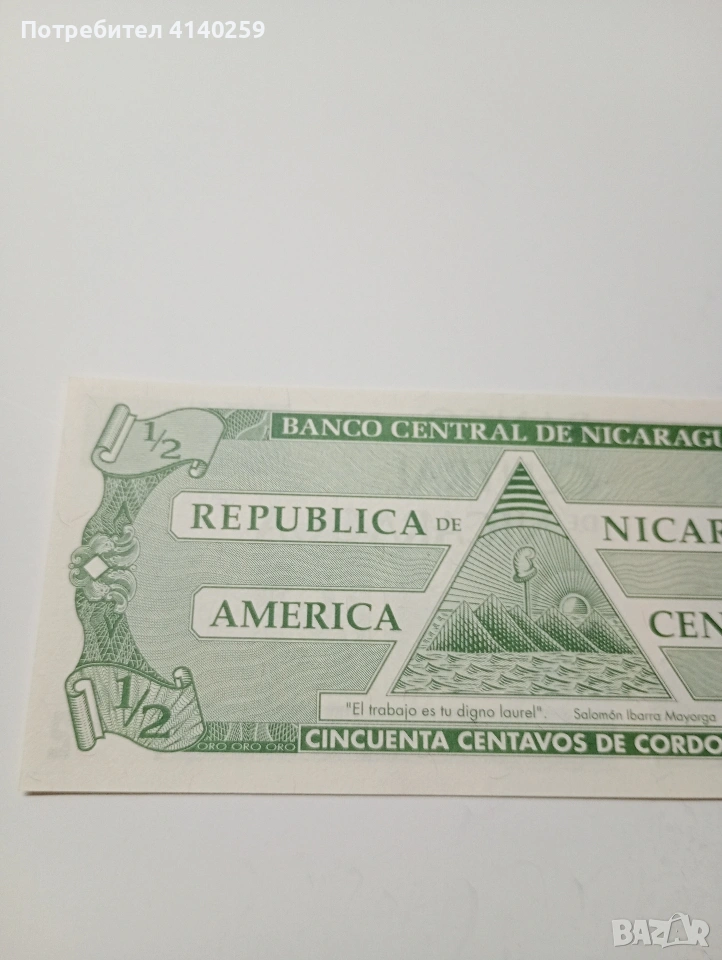 Потребител 4140259
1/2
BANCO CENTRAL DE NICARAGU
REPUBLICA DE NICAR
AMERICA CEN
1/2
"El trabajo es tu digno laurel". Salomón Ibarra Mayorga
ORO ORO ORO
CINCUENTA CENTAVOS DE CORDO
BAZAR